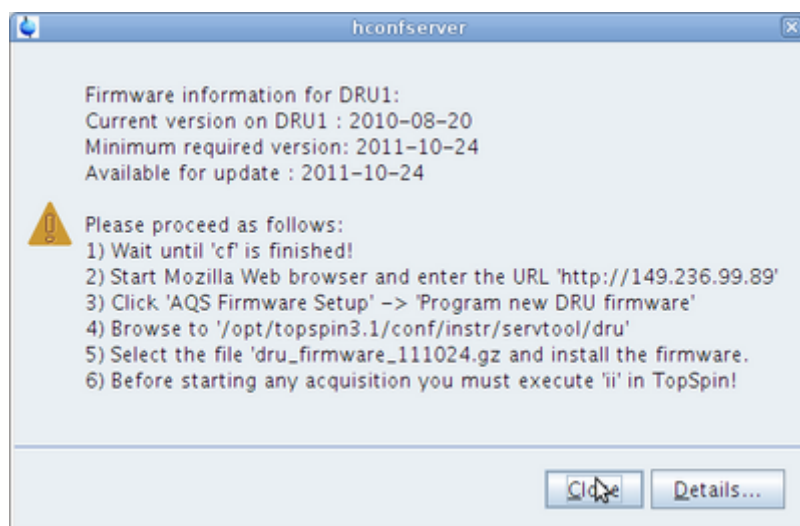 hconfserver
Firmware information for DRU1:
Current version on DRU1 : 2010-08-20
Minimum required version: 2011-10-24
Available for update : 2011-10-24
Please proceed as follows:
1) Wait until 'cf' is finished!
2) Start Mozilla Web browser and enter the URL 'http://149.236.99.89'
3) Click 'AQS Firmware Setup' -> 'Program new DRU firmware'
4) Browse to '/opt/topspin3.1/conf/instr/servtool/dru'
5) Select the file 'dru_firmware_111024.gz and install the firmware.
6) Before starting any acquisition you must execute 'ii' in TopSpin!
Close Details...